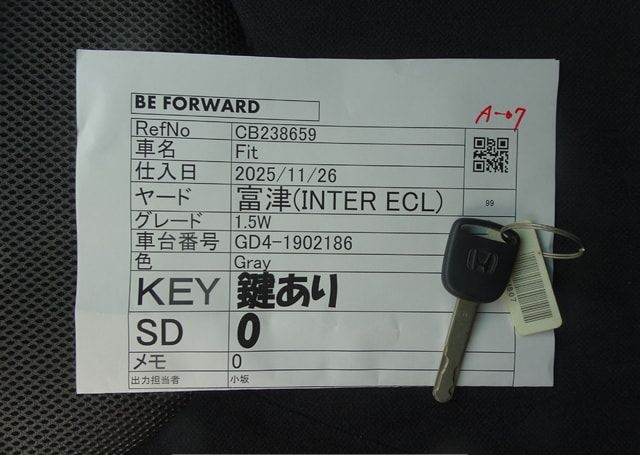 BE FORWARD
A-07
RefNo CB238659
車名 Fit
仕入日 2025/11/26
ヤード 富津(INTER ECL)
99
グレード 1.5W
車台番号 GD4-1902186
色 Gray
KEY 鍵あり
SD 0
メモ 0
出力担当者 小坂